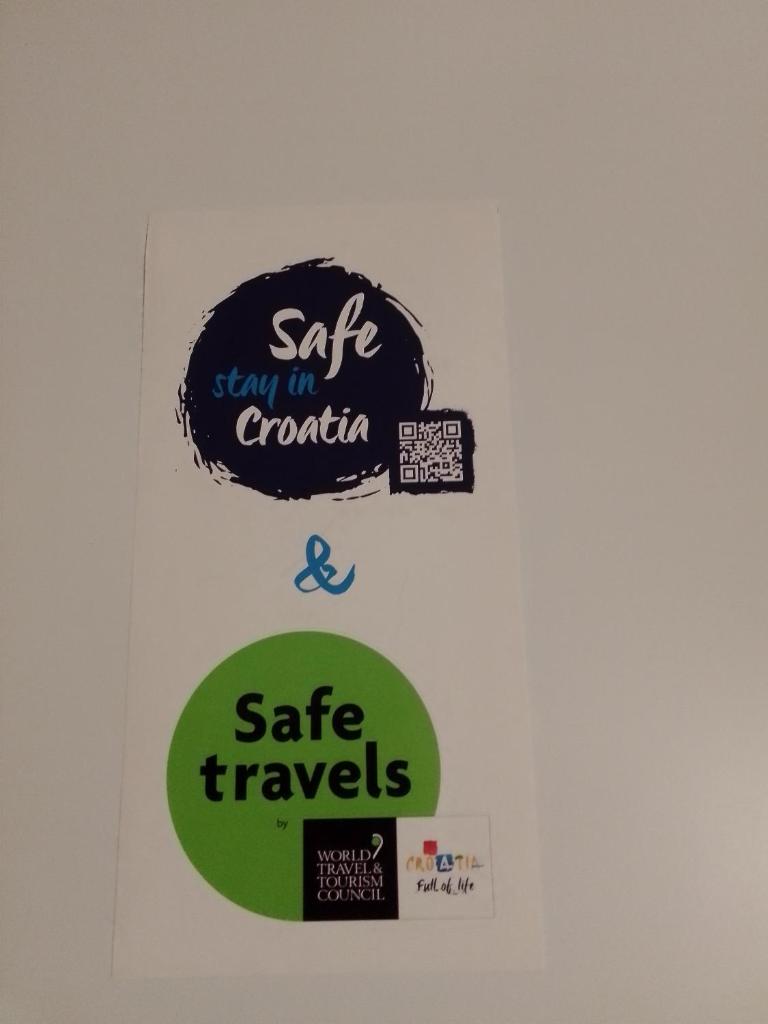 Safe
stay in
Croatia
&
Safe
travels
by
WORLD
TRAVEL &
TOURISM
COUNCIL
CROATIA
Full of life